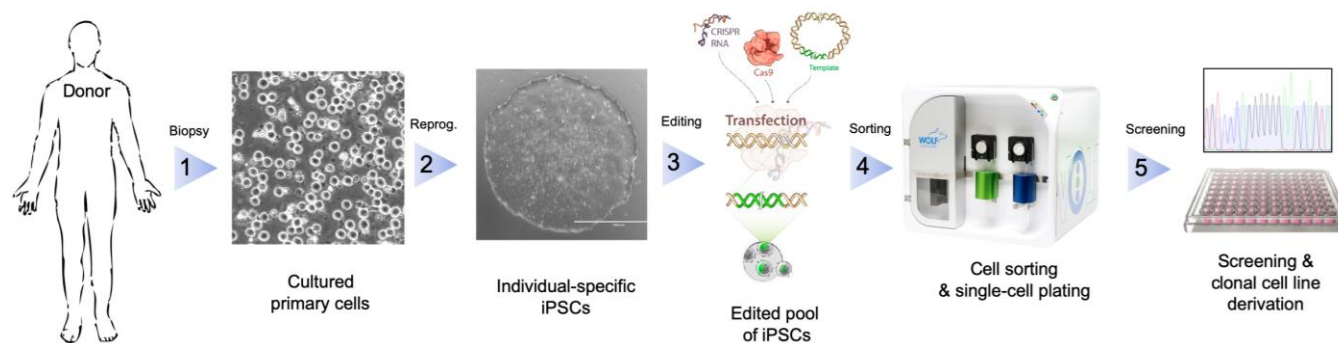 Donor
Biopsy
1
Cultured
primary cells
Reprog.
2
Individual-specific
iPSCs
Editing
3
CRISPR
RNA
Cas9
Template
Transfection
Edited pool
of iPSCs
Sorting
4
WOLF
Cell sorting
& single-cell plating
Screening
5
Screening &
clonal cell line
derivation